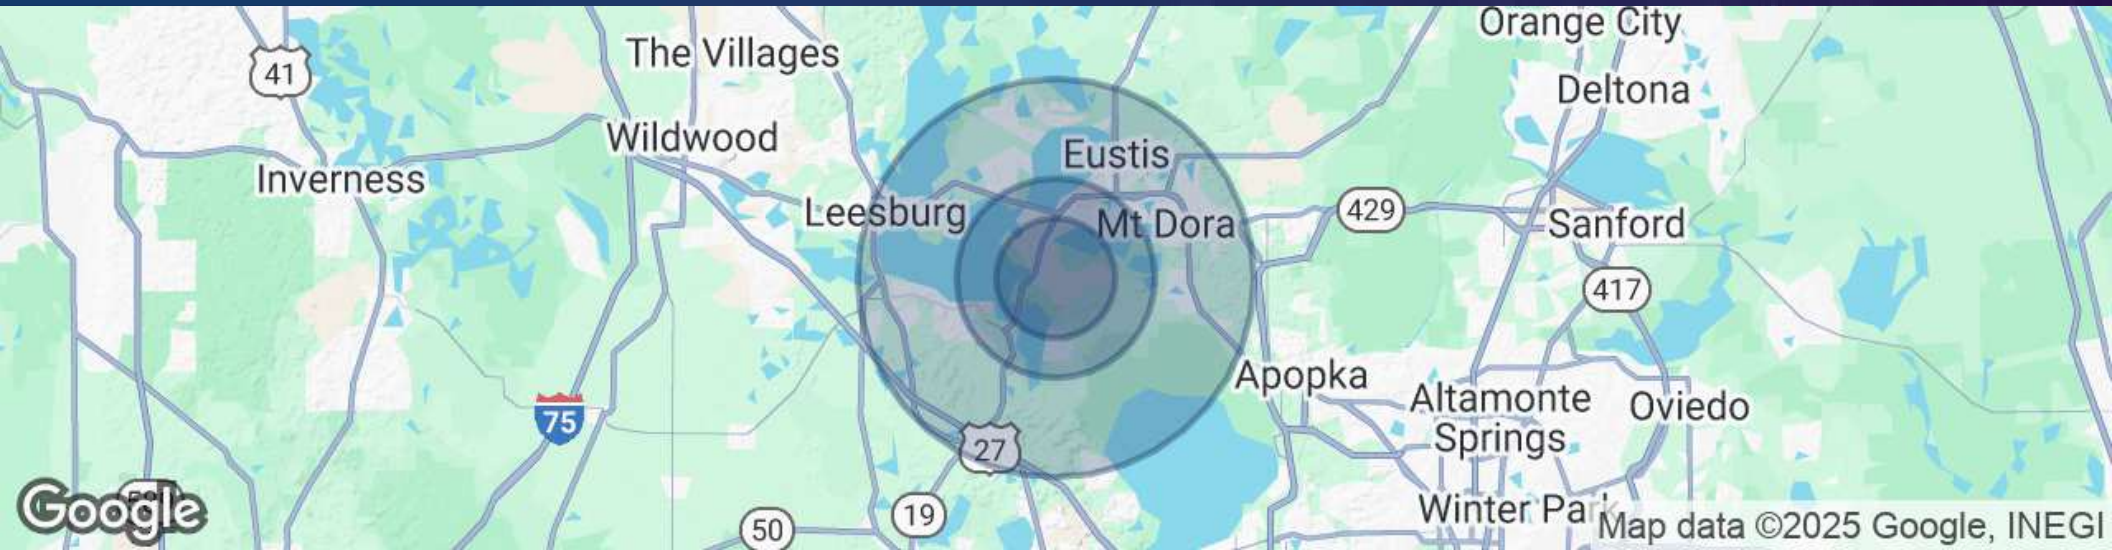 Orange City
41
The Villages
Deltona
Wildwood
Eustis
Inverness
Leesburg
Mt Dora
429
Sanford
417
Apopka
Altamonte
Springs
Oviedo
75
27
Google
19
50
Winter Park
Map data ©2025 Google, INEGI